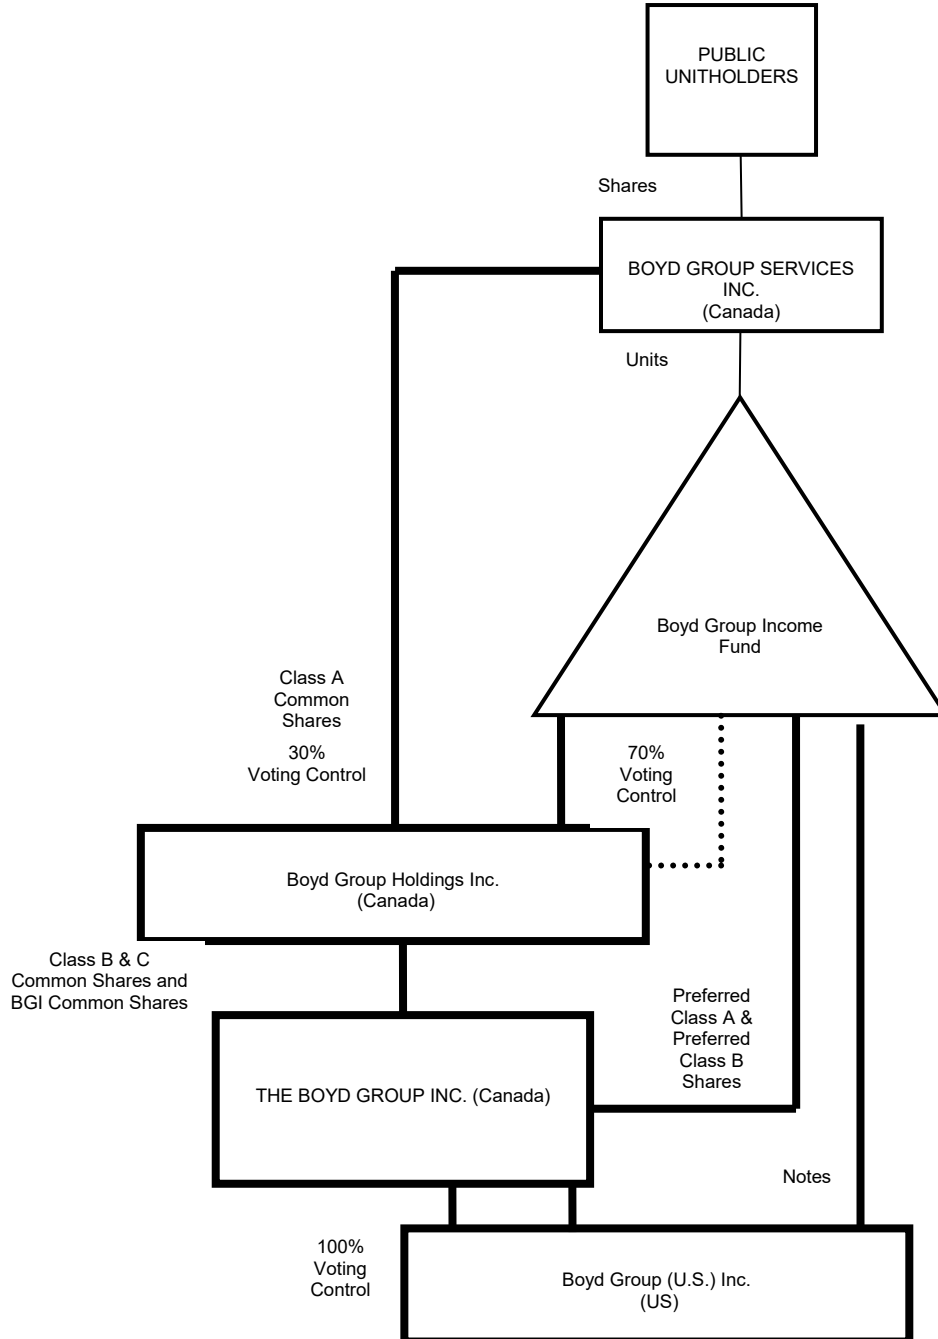 PUBLIC
UNITHOLDERS
Shares
BOYD GROUP SERVICES
INC.
(Canada)
Units
Boyd Group Income
Fund
Class A
Common
Shares
30%
Voting Control
70%
Voting
Control
Boyd Group Holdings Inc.
(Canada)
Class B & C
Common Shares and
BGI Common Shares
Preferred
Class A &
Preferred
Class B
Shares
THE BOYD GROUP INC. (Canada)
Notes
100%
Voting
Control
Boyd Group (U.S.) Inc.
(US)